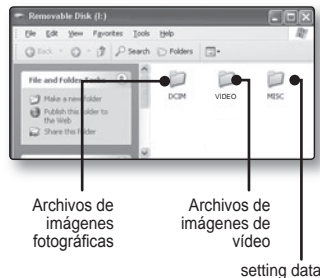 Removable Disk (I:)
File Edit View Favorites Tools Help
Back Search Folders
File and Folder Tasks
Make a new folder
Publish this folder to
the Web
Share this folder
DCIM VIDEO MISC
Archivos de
imágenes
fotográficas
Archivos de
imágenes de
vídeo
setting data